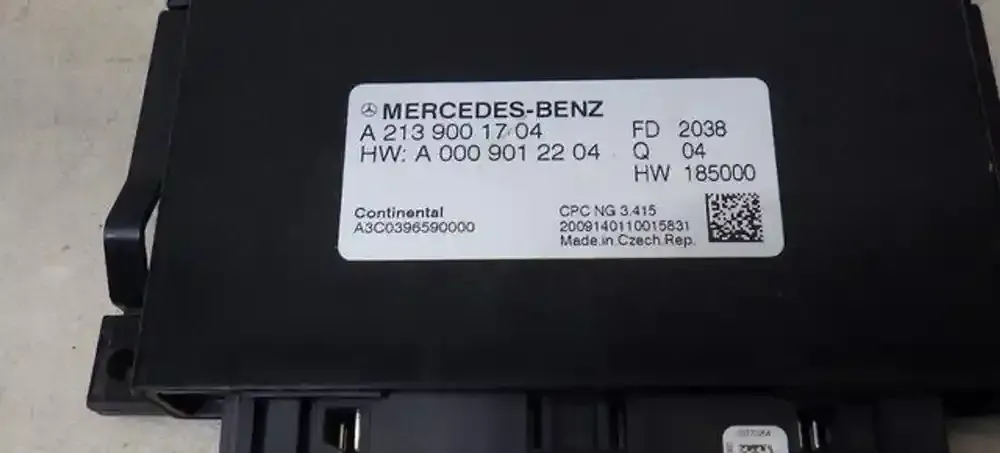 MERCEDES-BENZ
A 213 900 17 04
HW: A 000 901 22 04
FD 2038
Q 04
HW 185000
Continental
A3C0396590000
CPC NG 3.415
2009140110015831
Made.in.Czech.Rep.